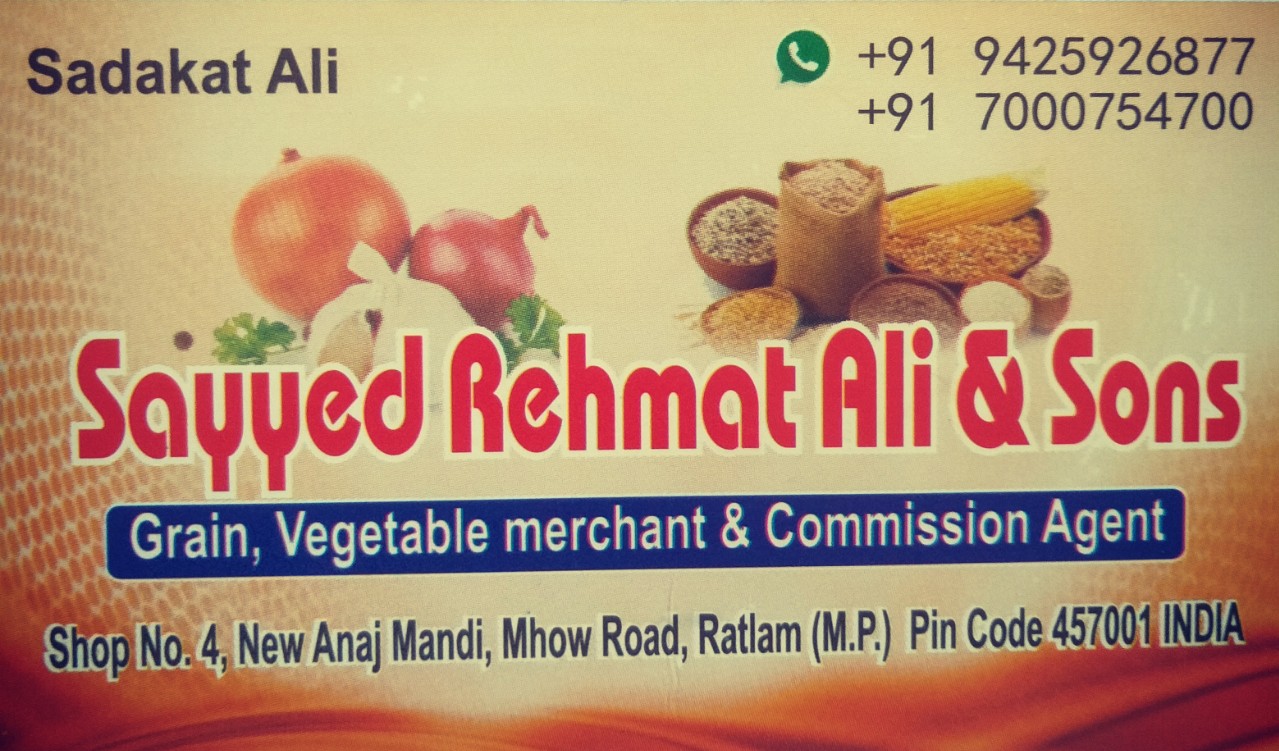 Sadakat Ali
+91 9425926877
+91 7000754700
Sayyed Rehmat Ali & Sons
Grain, Vegetable merchant & Commission Agent
Shop No. 4, New Anaj Mandi, Mhow Road, Ratlam (M.P.) Pin Code 457001 INDIA